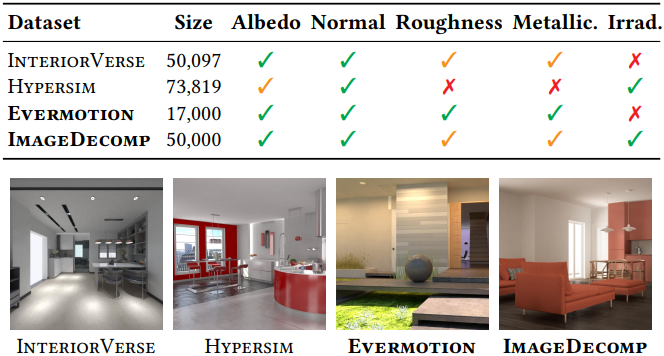 Dataset Size Albedo Normal Roughness Metallic. Irrad.
INTERIORVERSE 50,097 ✓ ✓ ✓ ✓ ✗
HYPERSIM 73,819 ✓ ✓ ✗ ✗ ✓
EVERMOTION 17,000 ✓ ✓ ✓ ✓ ✗
IMAGEDECOMP 50,000 ✓ ✓ ✓ ✓ ✓
INTERIORVERSE HYPERSIM EVERMOTION IMAGEDECOMP